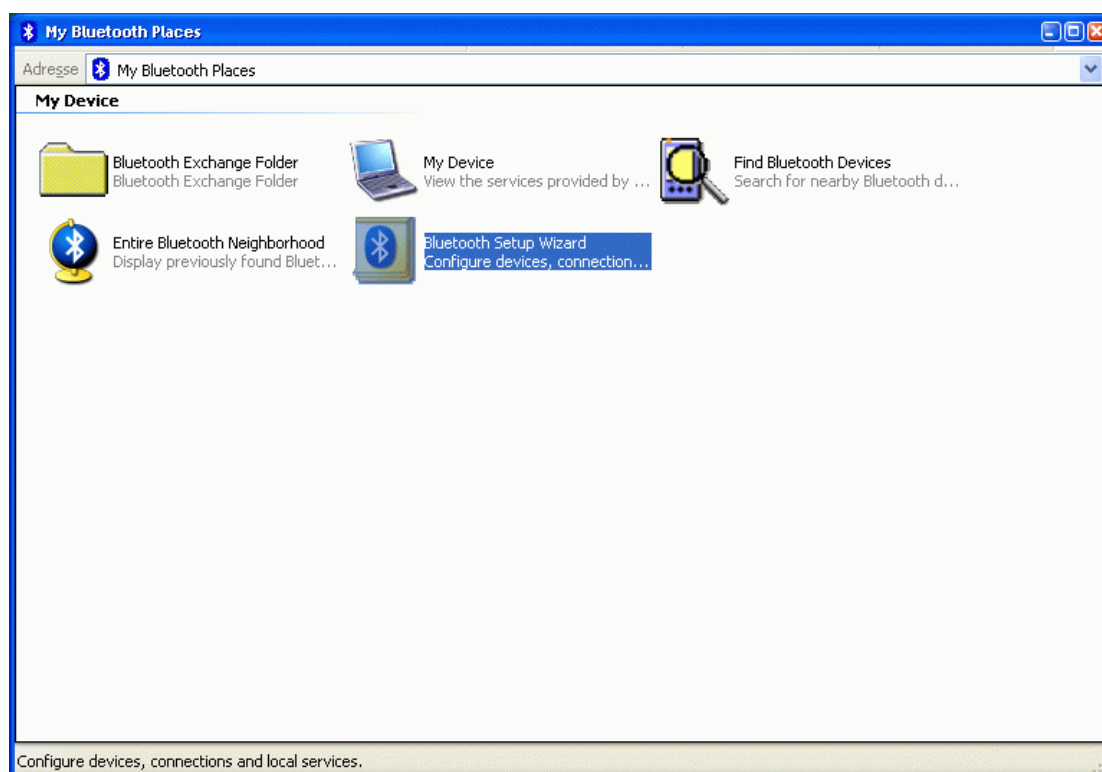 My Bluetooth Places
Adresse My Bluetooth Places
My Device
Bluetooth Exchange Folder
Bluetooth Exchange Folder
My Device
View the services provided by ...
Find Bluetooth Devices
Search for nearby Bluetooth d...
Entire Bluetooth Neighborhood
Display previously found Bluet...
Bluetooth Setup Wizard
Configure devices, connection...
Configure devices, connections and local services.